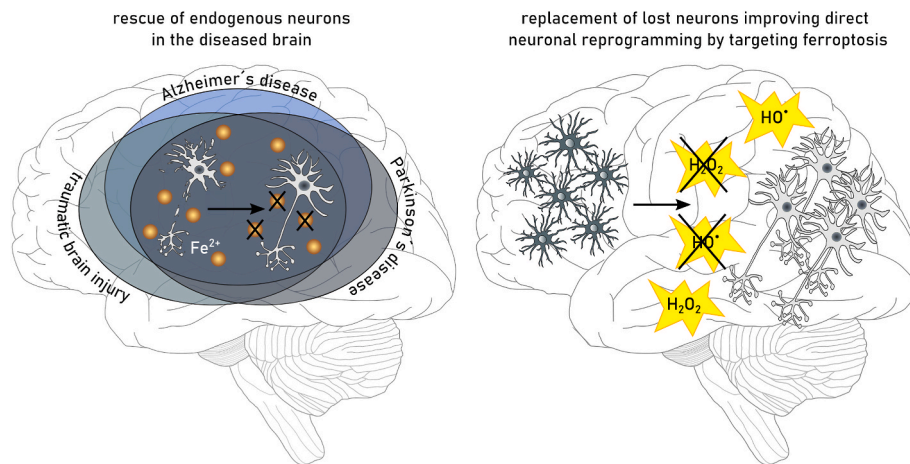 rescue of endogenous neurons
in the diseased brain
Alzheimer´s disease
traumatic brain injury
Parkinson´s disease
Fe²⁺
replacement of lost neurons improving direct
neuronal reprogramming by targeting ferroptosis
HO•
H₂O₂
HO•
H₂O₂